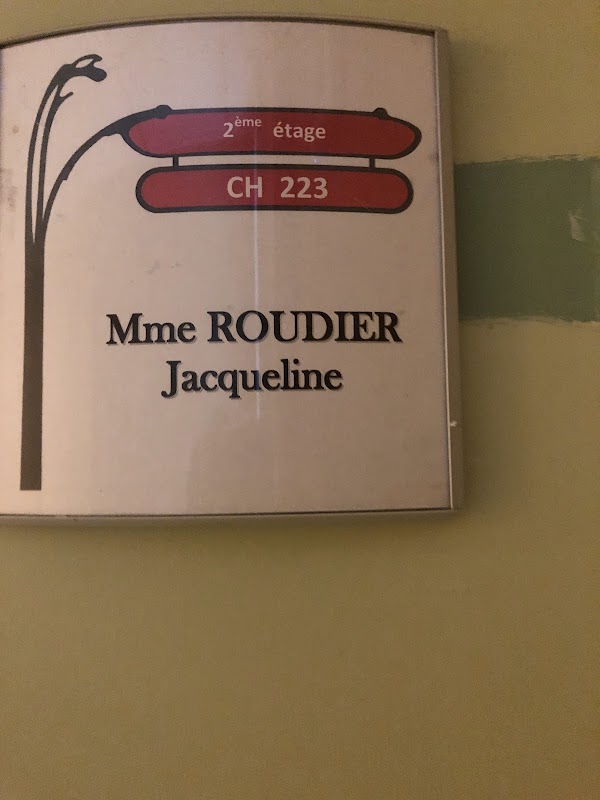 2ème étage
CH 223
Mme ROUDIER
Jacqueline